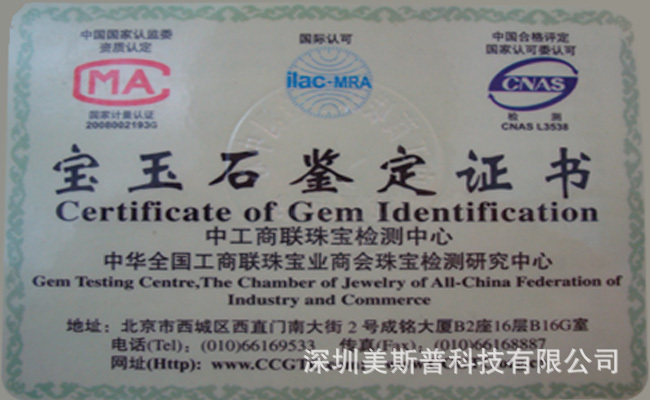 中国国家认监委
资质认定
MA
国家计量认证
2008002193G
国际认可
ilac-MRA
中国合格评定
国家认可委认可
CNAS
检 测
CNAS L3538
宝玉石鉴定证书
Certificate of Gem Identification
中工商联珠宝检测中心
中华全国工商联珠宝业商会珠宝检测研究中心
Gem Testing Centre,The Chamber of Jewelry of All-China Federation of
Industry and Commerce
地址：北京市西城区西直门南大街2号成铭大厦B2座16层B16G室
电话(Tel)：(010)66169533 传真(Fax)：(010)66168887
网址(Http)：www.CCGT
深圳美斯普科技有限公司